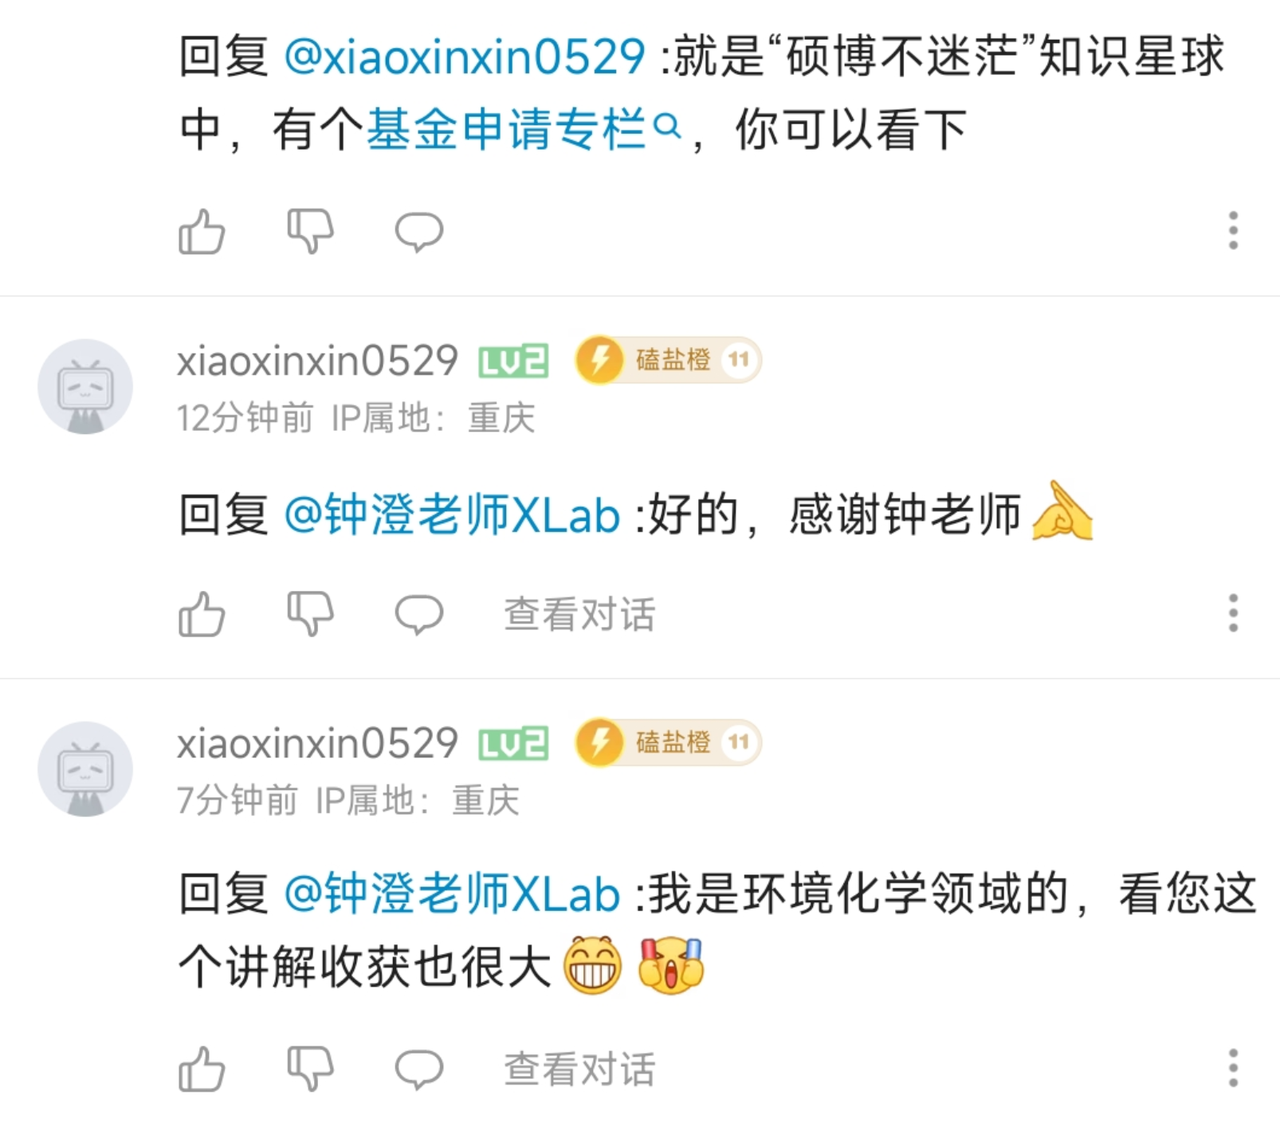 回复 @xiaoxinxin0529 :就是“硕博不迷茫”知识星球
中，有个基金申请专栏，你可以看下
xiaoxinxin0529 LV2 磕盐橙 11
12分钟前 IP属地：重庆
回复 @钟澄老师XLab :好的，感谢钟老师
查看对话
xiaoxinxin0529 LV2 磕盐橙 11
7分钟前 IP属地：重庆
回复 @钟澄老师XLab :我是环境化学领域的，看您这
个讲解收获也很大
查看对话